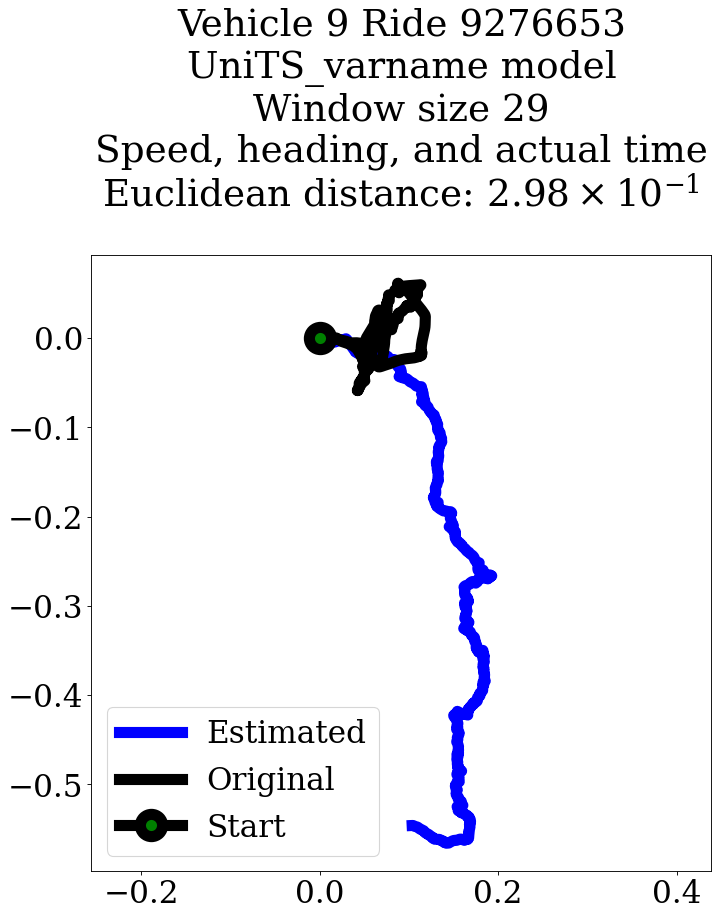 Vehicle 9 Ride 9276653
UniTS_varname model
Window size 29
Speed, heading, and actual time
Euclidean distance: 2.98 × 10⁻¹
0.0
−0.1
−0.2
−0.3
−0.4
−0.5
Estimated
Original
Start
−0.2
0.0
0.2
0.4